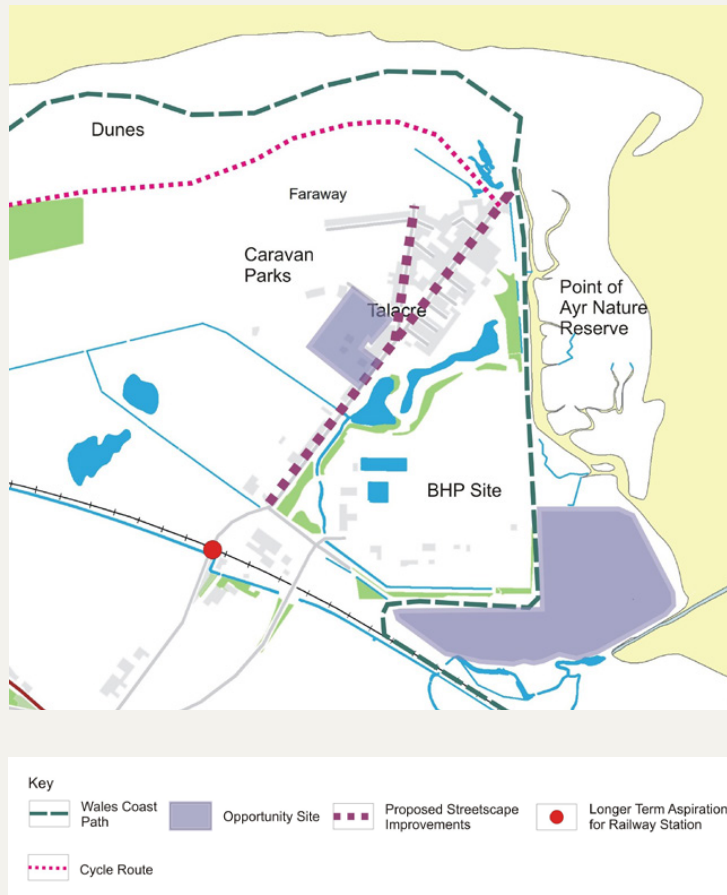 Dunes
Faraway
Caravan
Parks
Talacre
Point of
Ayr Nature
Reserve
BHP Site
Key
Wales Coast
Path
Opportunity Site
Proposed Streetscape
Improvements
Longer Term Aspiration
for Railway Station
Cycle Route